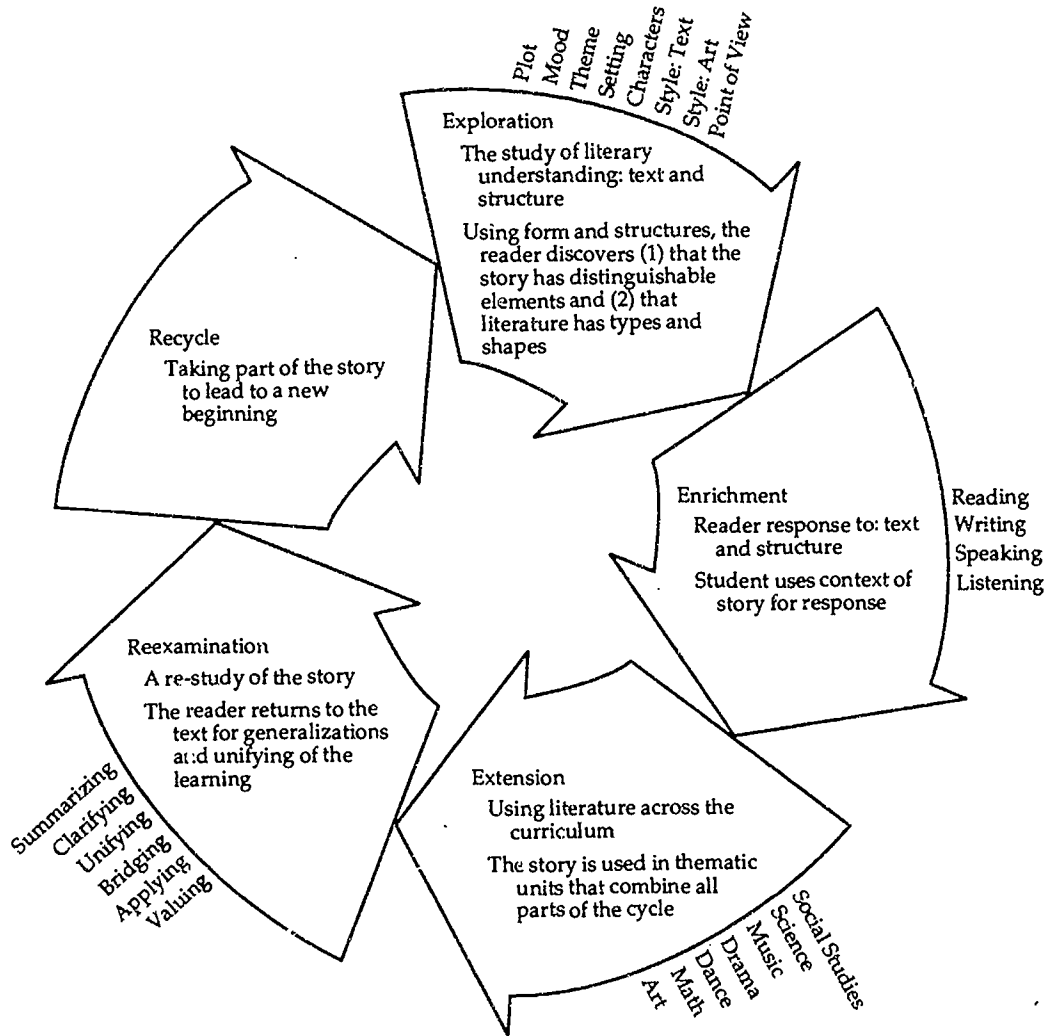 Plot
Mood
Theme
Setting
Characters
Style: Text
Style: Art
Point of View
Exploration
The study of literary
understanding: text and
structure
Using form and structures, the
reader discovers (1) that the
story has distinguishable
elements and (2) that
literature has types and
shapes
Enrichment
Reader response to: text
and structure
Student uses context of
story for response
Reading
Writing
Speaking
Listening
Extension
Using literature across the
curriculum
The story is used in thematic
units that combine all
parts of the cycle
Social Studies
Science
Music
Drama
Dance
Math
Art
Reexamination
A re-study of the story
The reader returns to the
text for generalizations
and unifying of the
learning
Summarizing
Clarifying
Unifying
Bridging
Applying
Valuing
Recycle
Taking part of the story
to lead to a new
beginning